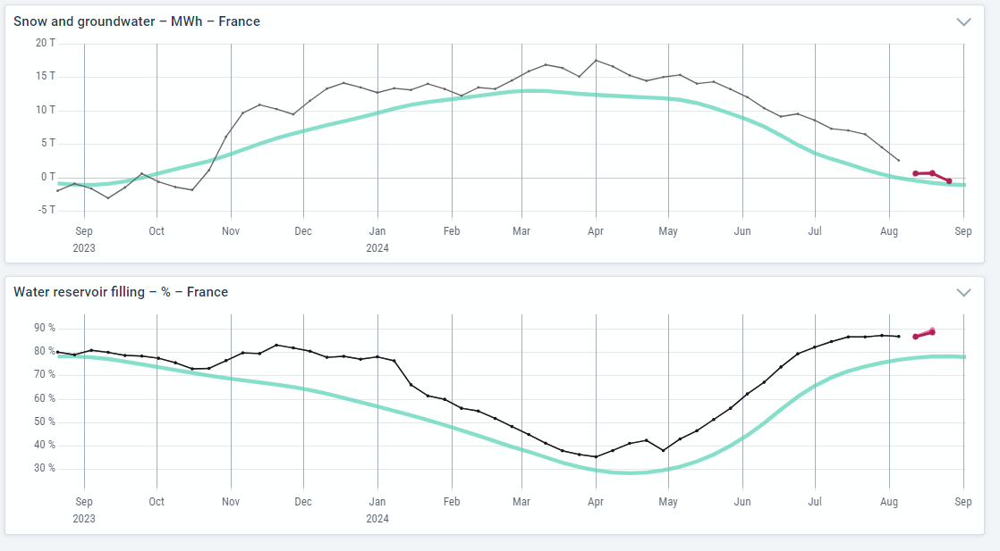 Snow and groundwater – MWh – France
20 T
15 T
10 T
5 T
0 T
-5 T
Sep Oct Nov Dec Jan Feb Mar Apr May Jun Jul Aug Sep
2023 2024
Water reservoir filling – % – France
90 %
80 %
70 %
60 %
50 %
40 %
30 %
Sep Oct Nov Dec Jan Feb Mar Apr May Jun Jul Aug Sep
2023 2024